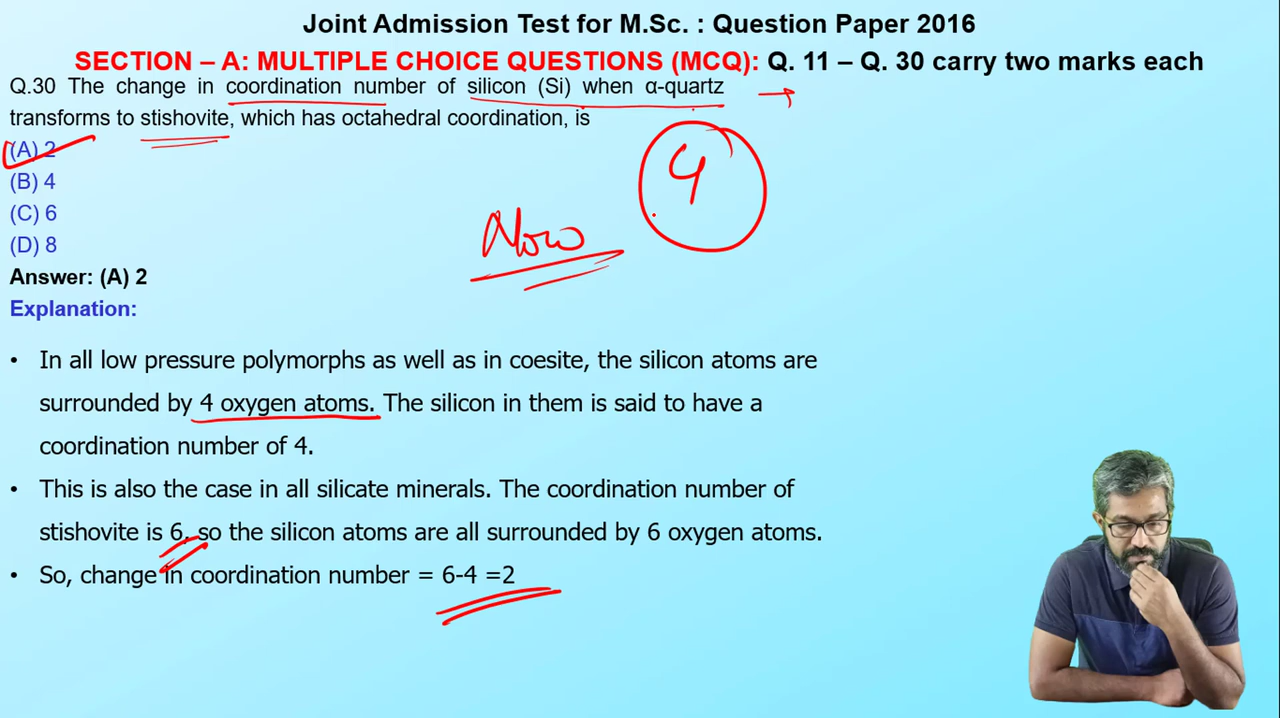 Joint Admission Test for M.Sc. : Question Paper 2016
SECTION – A: MULTIPLE CHOICE QUESTIONS (MCQ): Q. 11 – Q. 30 carry two marks each
Q.30 The change in coordination number of silicon (Si) when α-quartz
transforms to stishovite, which has octahedral coordination, is
(A) 2
4
(B) 4
(C) 6
Now
(D) 8
Answer: (A) 2
Explanation:
• In all low pressure polymorphs as well as in coesite, the silicon atoms are
surrounded by 4 oxygen atoms. The silicon in them is said to have a
coordination number of 4.
• This is also the case in all silicate minerals. The coordination number of
stishovite is 6, so the silicon atoms are all surrounded by 6 oxygen atoms.
• So, change in coordination number = 6-4 =2